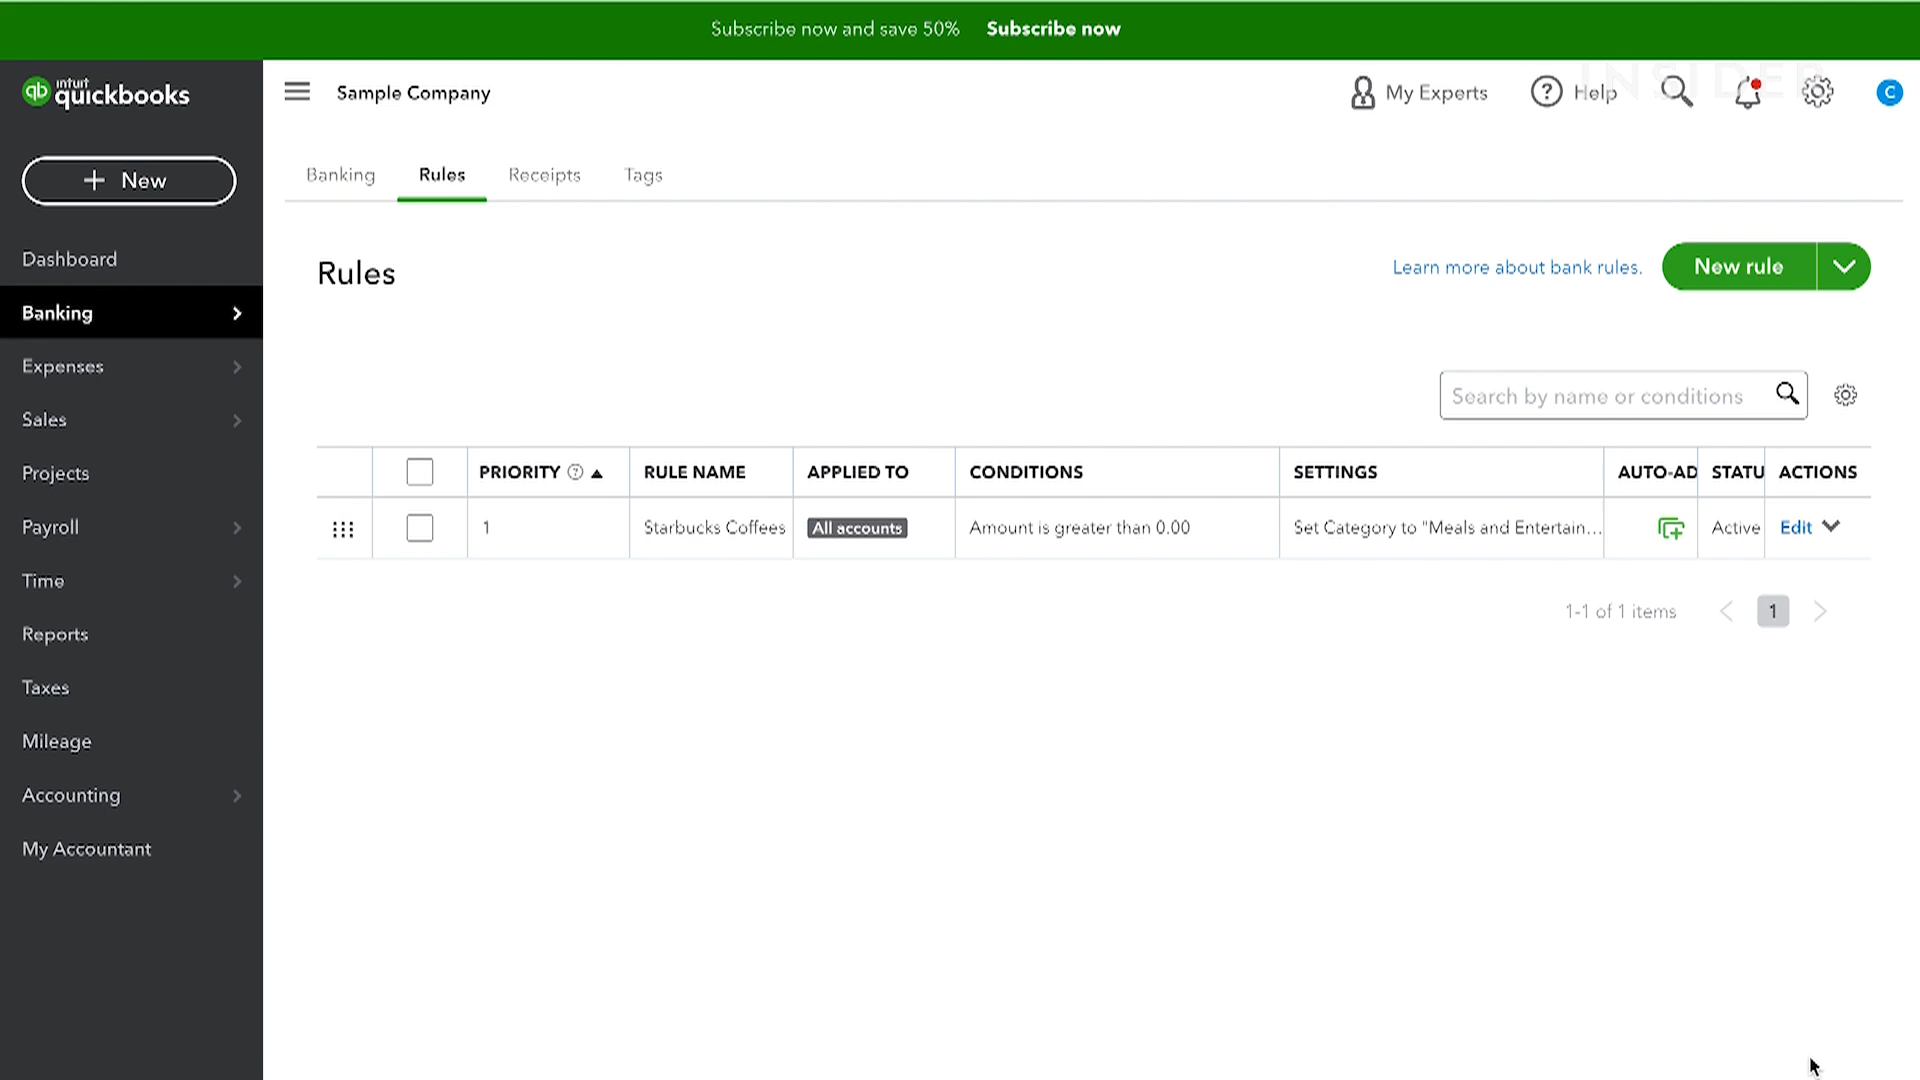 Subscribe now and save 50% Subscribe now
intuit
quickbooks
Sample Company
My Experts
Help
INSIDER
C
New
Banking
Rules
Receipts
Tags
Dashboard
Banking
Expenses
Sales
Projects
Payroll
Time
Reports
Taxes
Mileage
Accounting
My Accountant
Rules
Learn more about bank rules.
New rule
Search by name or conditions
PRIORITY RULE NAME APPLIED TO CONDITIONS SETTINGS AUTO-AD STATU ACTIONS
1 Starbucks Coffees All accounts Amount is greater than 0.00 Set Category to "Meals and Entertain... Active Edit
1-1 of 1 items 1